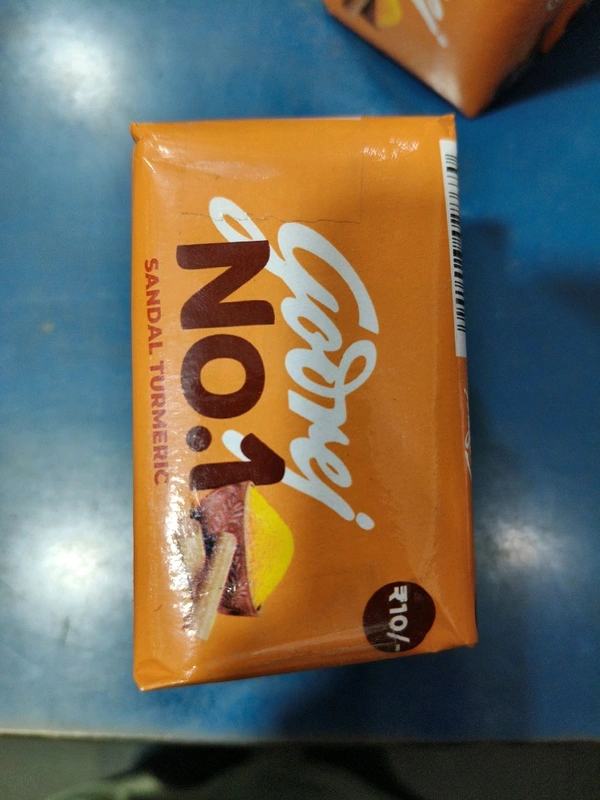 Godrej
NO.1
SANDAL TURMERIC
₹10/-